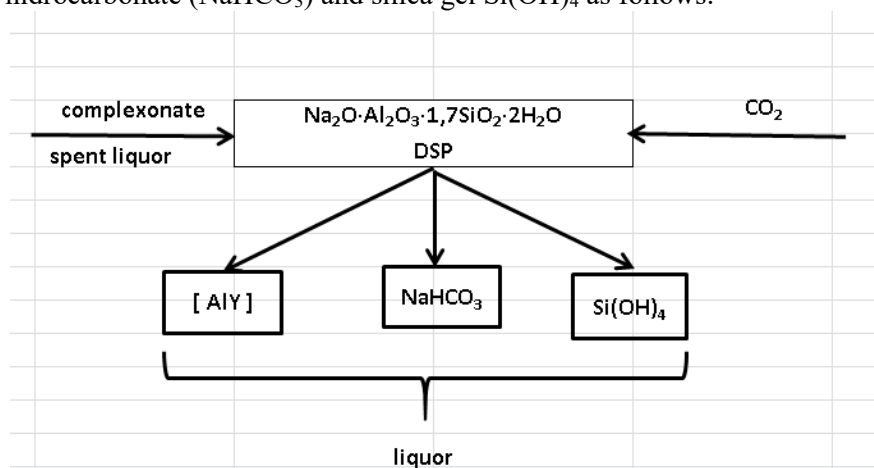 hidrocarbonate (NaHCO₃) and silica gel Si(OH)₄ as follows:
complexonate
spent liquor
Na₂O·Al₂O₃·1,7SiO₂·2H₂O
DSP
CO₂
[ AlY ]
NaHCO₃
Si(OH)₄
liquor